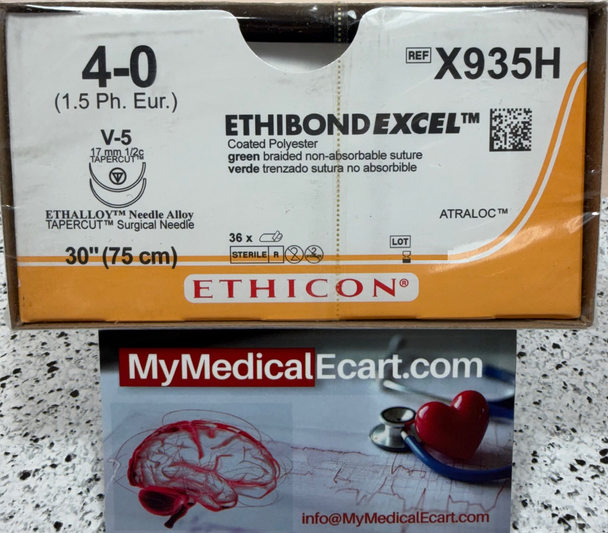 4-0
(1.5 Ph. Eur.)
V-5
17 mm 1/2c
TAPERCUT™
ETHALLOY™ Needle Alloy
TAPERCUT™ Surgical Needle
30" (75 cm)
REF X935H
ETHIBOND EXCEL™
Coated Polyester
green braided non-absorbable suture
verde trenzado sutura no absorbible
ATRALOC™
36 x
STERILE R
LOT
ETHICON®
MyMedicalEcart.com
info@MyMedicalEcart.com